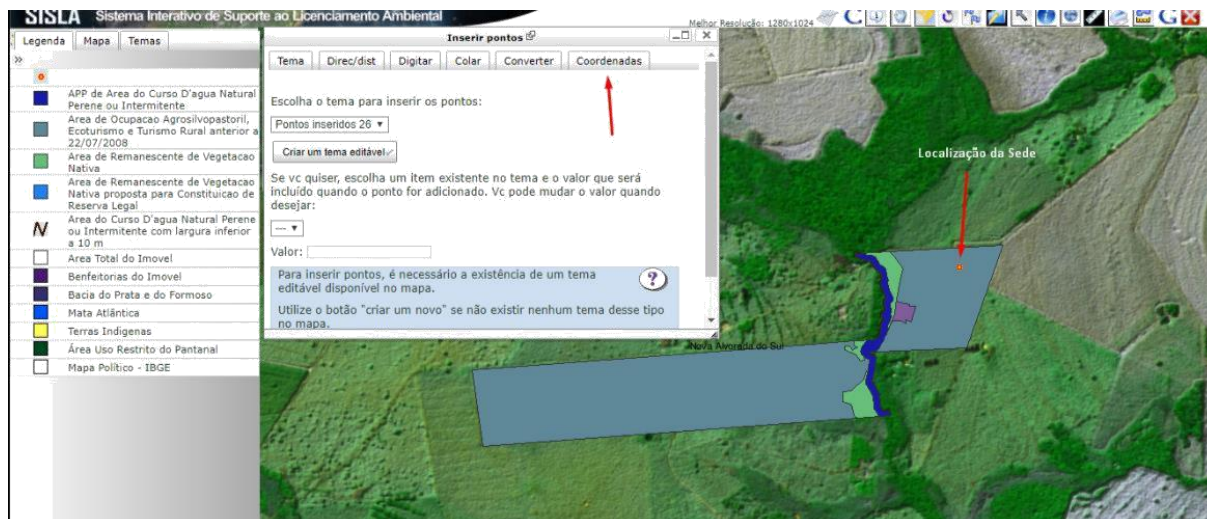 SISLA Sistema Interativo de Suporte ao Licenciamento Ambiental
Melhor Resolução: 1280x1024
Legenda Mapa Temas
»
APP de Area do Curso D'agua Natural
Perene ou Intermitente
Area de Ocupacao Agrosilvopastoril,
Ecoturismo e Turismo Rural anterior a
22/07/2008
Area de Remanescente de Vegetacao
Nativa
Area de Remanescente de Vegetacao
Nativa proposta para Constituicao de
Reserva Legal
Area do Curso D'agua Natural Perene
ou Intermitente com largura inferior
a 10 m
Area Total do Imovel
Benfeitorias do Imovel
Bacia do Prata e do Formoso
Mata Atlântica
Terras Indigenas
Área Uso Restrito do Pantanal
Mapa Político - IBGE
Inserir pontos
Tema Direc/dist Digitar Colar Converter Coordenadas
Escolha o tema para inserir os pontos:
Pontos inseridos 26
Criar um tema editável
Se vc quiser, escolha um item existente no tema e o valor que será
incluído quando o ponto for adicionado. Vc pode mudar o valor quando
desejar:
---
Valor:
Para inserir pontos, é necessário a existência de um tema
editável disponível no mapa.
?
Utilize o botão "criar um novo" se não existir nenhum tema desse tipo
no mapa.
Localização da Sede
Nova Alvorada do Sul